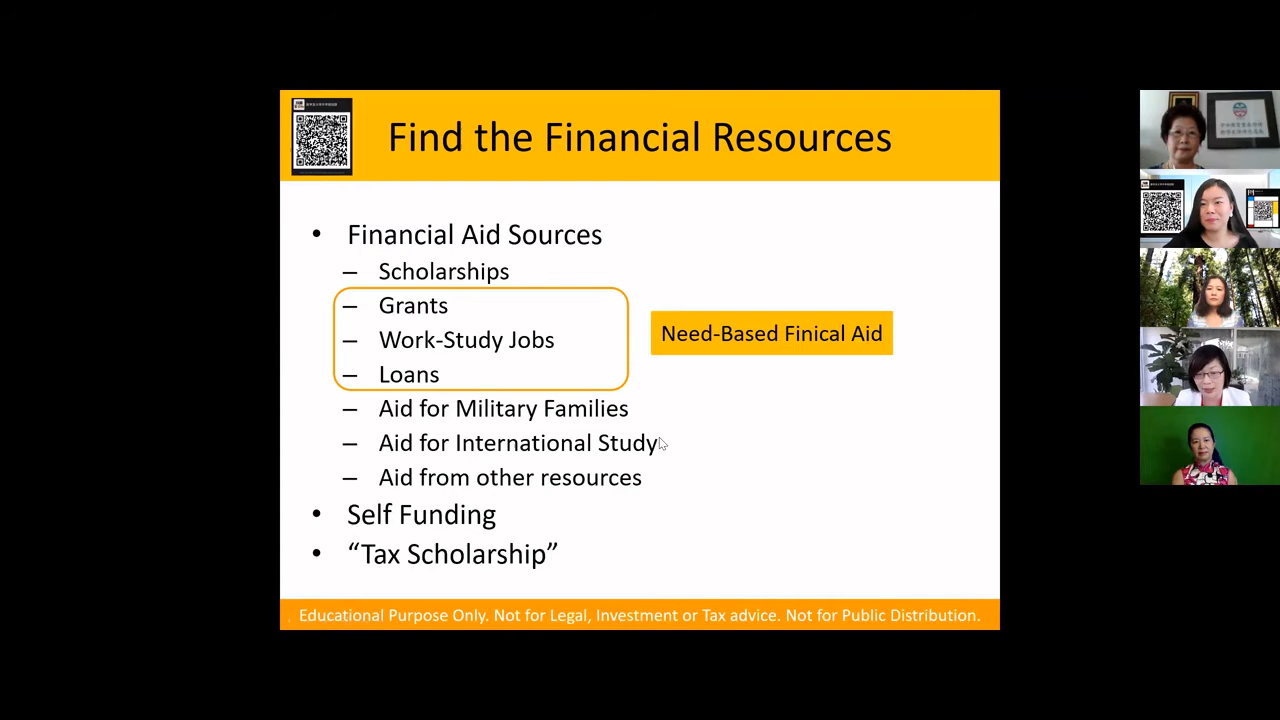 Find the Financial Resources
• Financial Aid Sources
– Scholarships
– Grants
– Work-Study Jobs
– Loans
Need-Based Finical Aid
– Aid for Military Families
– Aid for International Study
– Aid from other resources
• Self Funding
• “Tax Scholarship”
Educational Purpose Only. Not for Legal, Investment or Tax advice. Not for Public Distribution.